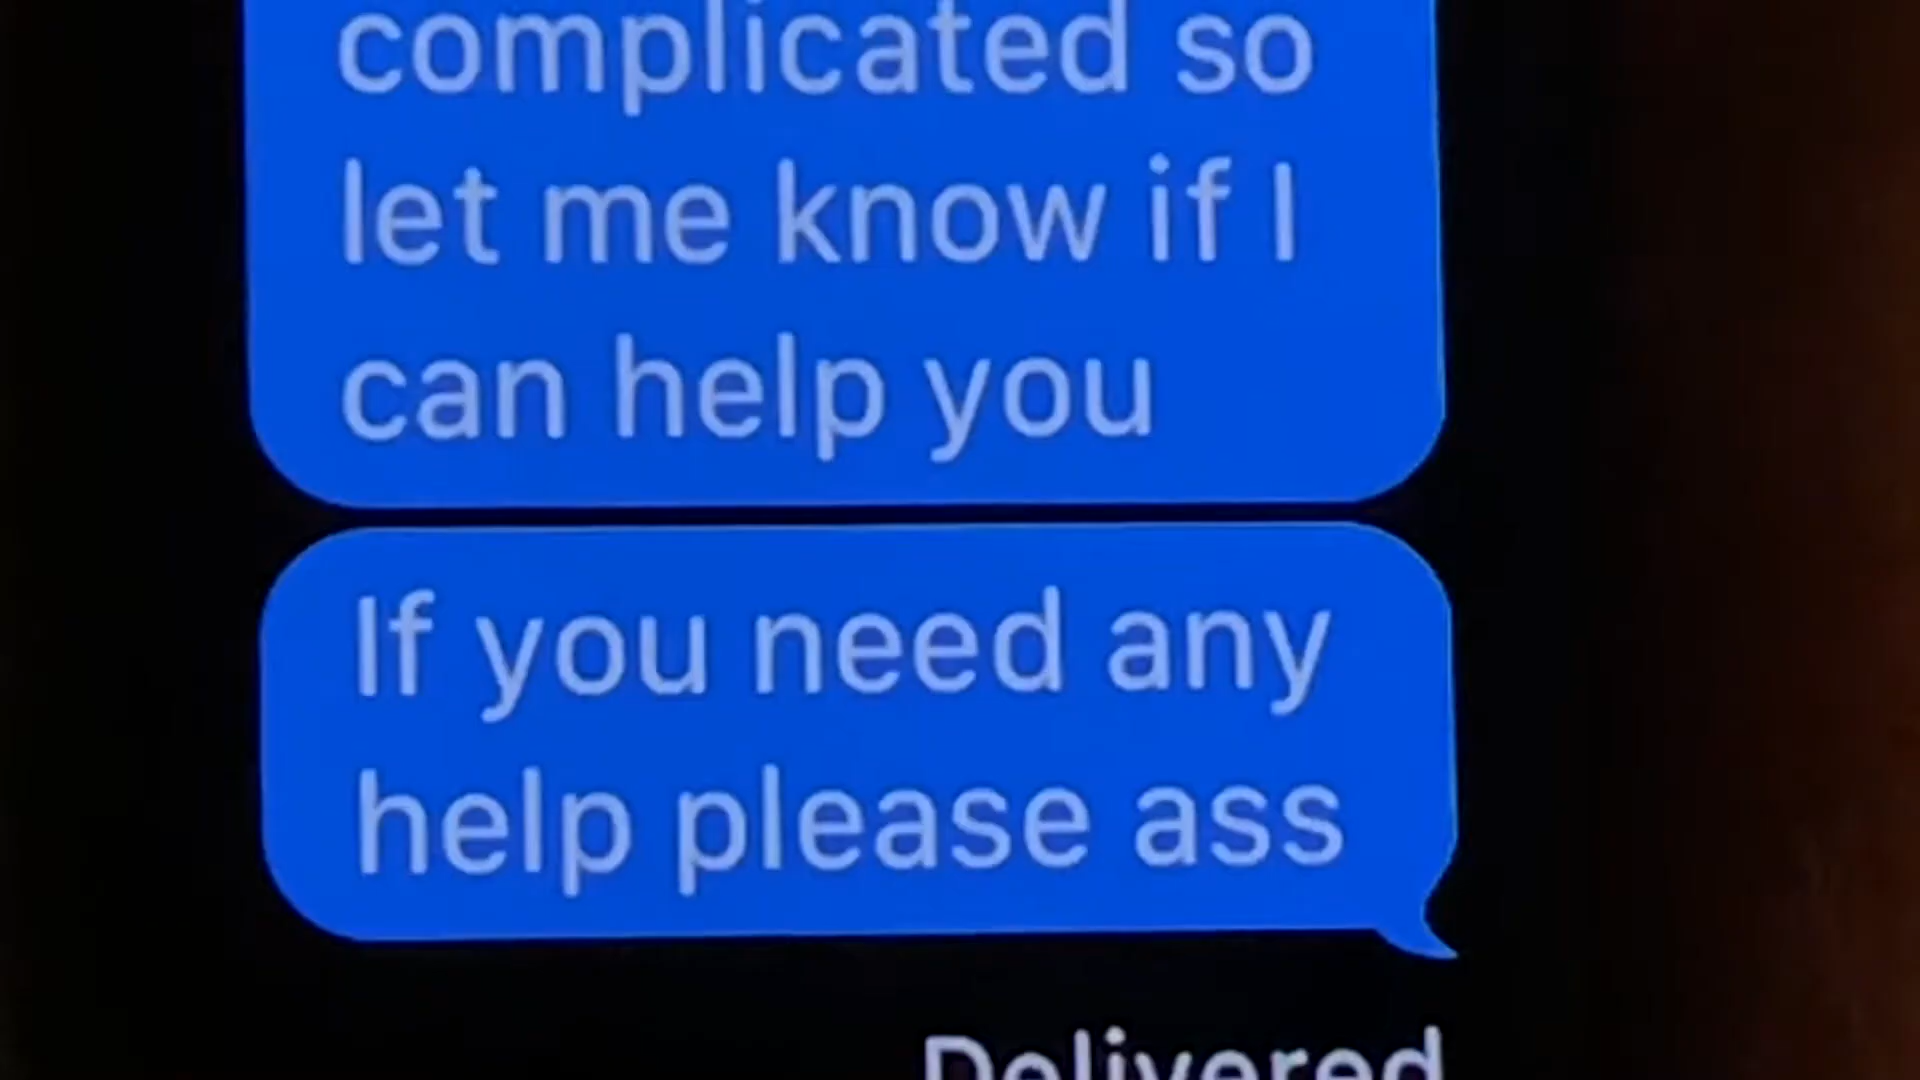 complicated so
let me know if I
can help you
If you need any
help please ass
Delivered